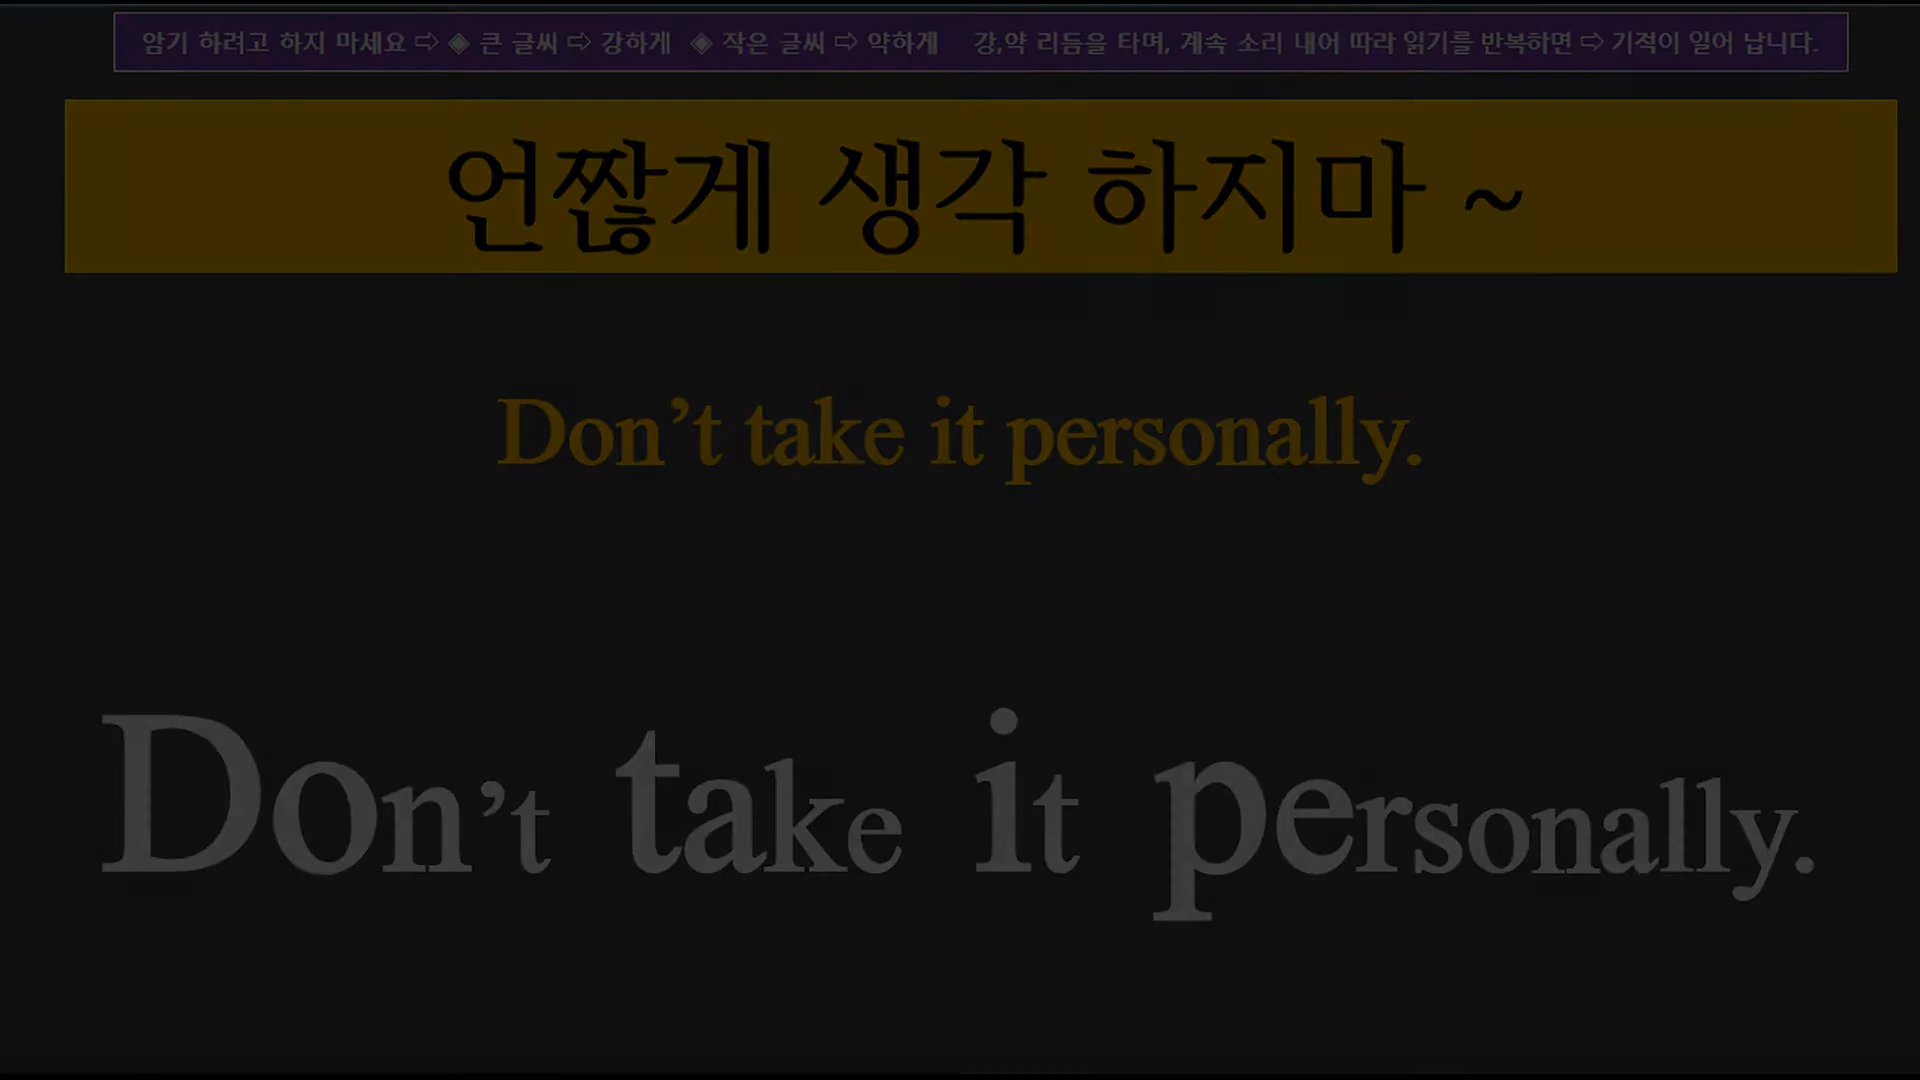 암기 하려고 하지 마세요 ⇨ ◈ 큰 글씨 ⇨ 강하게 ◈ 작은 글씨 ⇨ 약하게 강,약 리듬을 타며, 계속 소리 내어 따라 읽기를 반복하면 ⇨ 기적이 일어 납니다.
언짢게 생각 하지마 ~
Don’t take it personally.
Don’t take it personally.